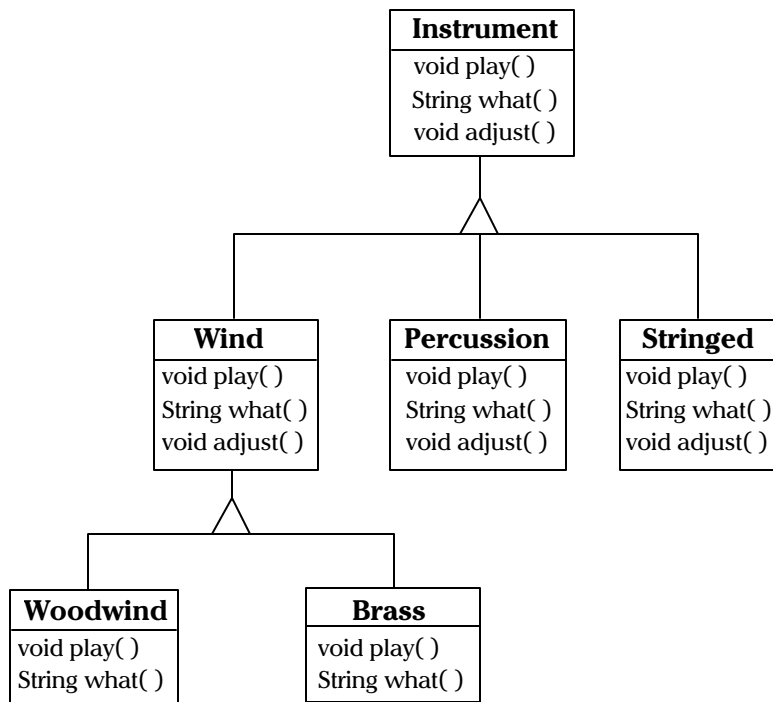 Instrument
void play( )
String what( )
void adjust( )
Wind
void play( )
String what( )
void adjust( )
Percussion
void play( )
String what( )
void adjust( )
Stringed
void play( )
String what( )
void adjust( )
Woodwind
void play( )
String what( )
Brass
void play( )
String what( )